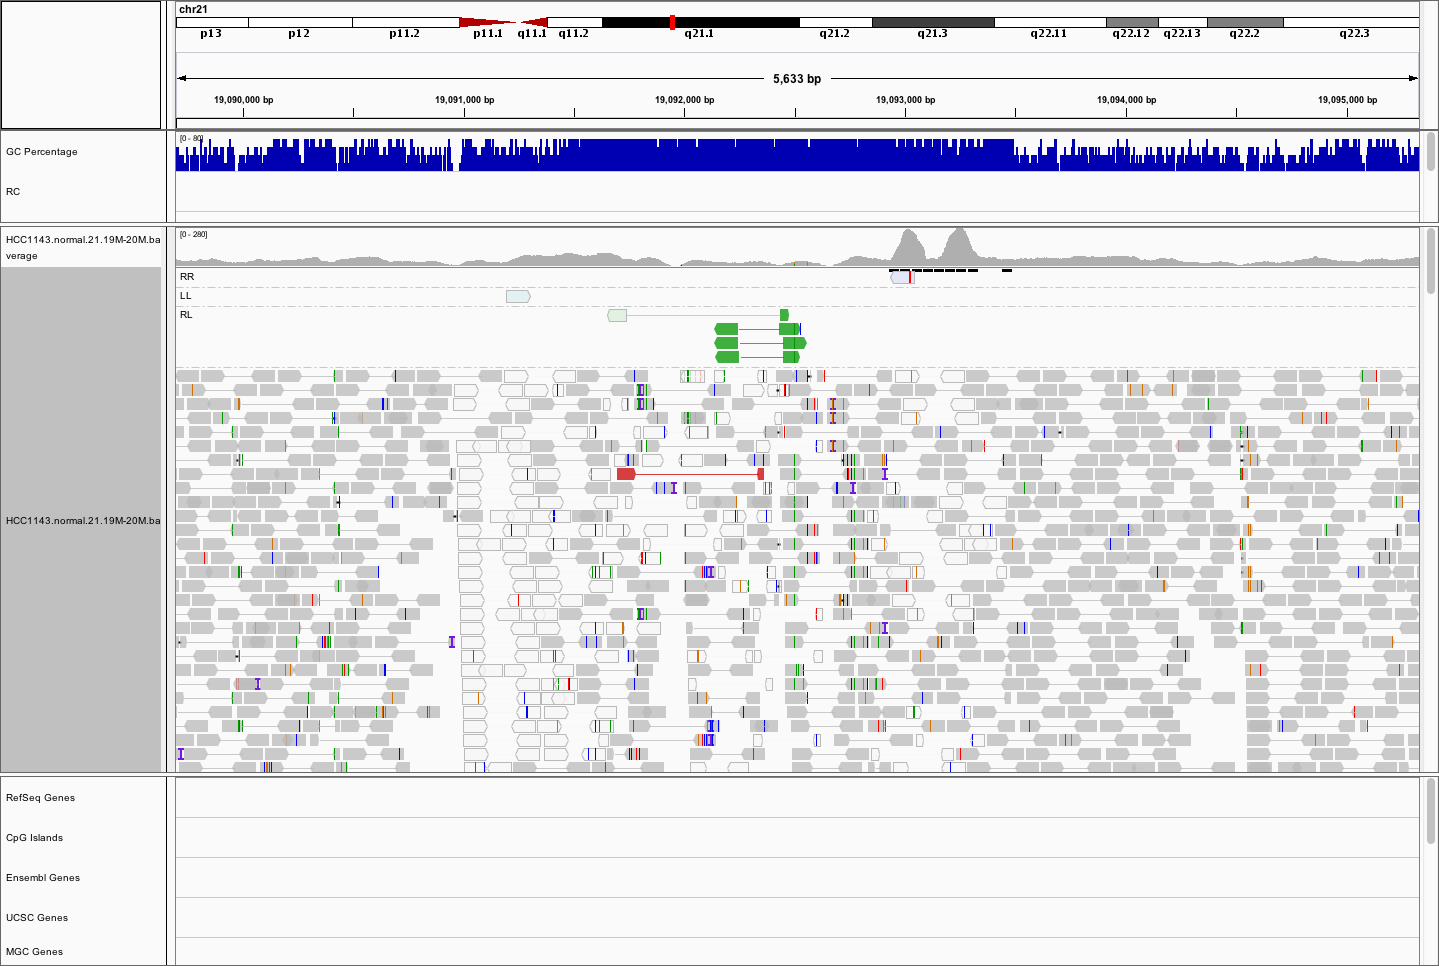 chr21
p13 p12 p11.2 p11.1 q11.1 q11.2 q21.1 q21.2 q21.3 q22.11 q22.12 q22.13 q22.2 q22.3
5,633 bp
19,090,000 bp 19,091,000 bp 19,092,000 bp 19,093,000 bp 19,094,000 bp 19,095,000 bp
[0 - 80]
GC Percentage
RC
HCC1143.normal.21.19M-20M.ba
verage
[0 - 280]
RR
LL
RL
HCC1143.normal.21.19M-20M.ba
RefSeq Genes
CpG Islands
Ensembl Genes
UCSC Genes
MGC Genes